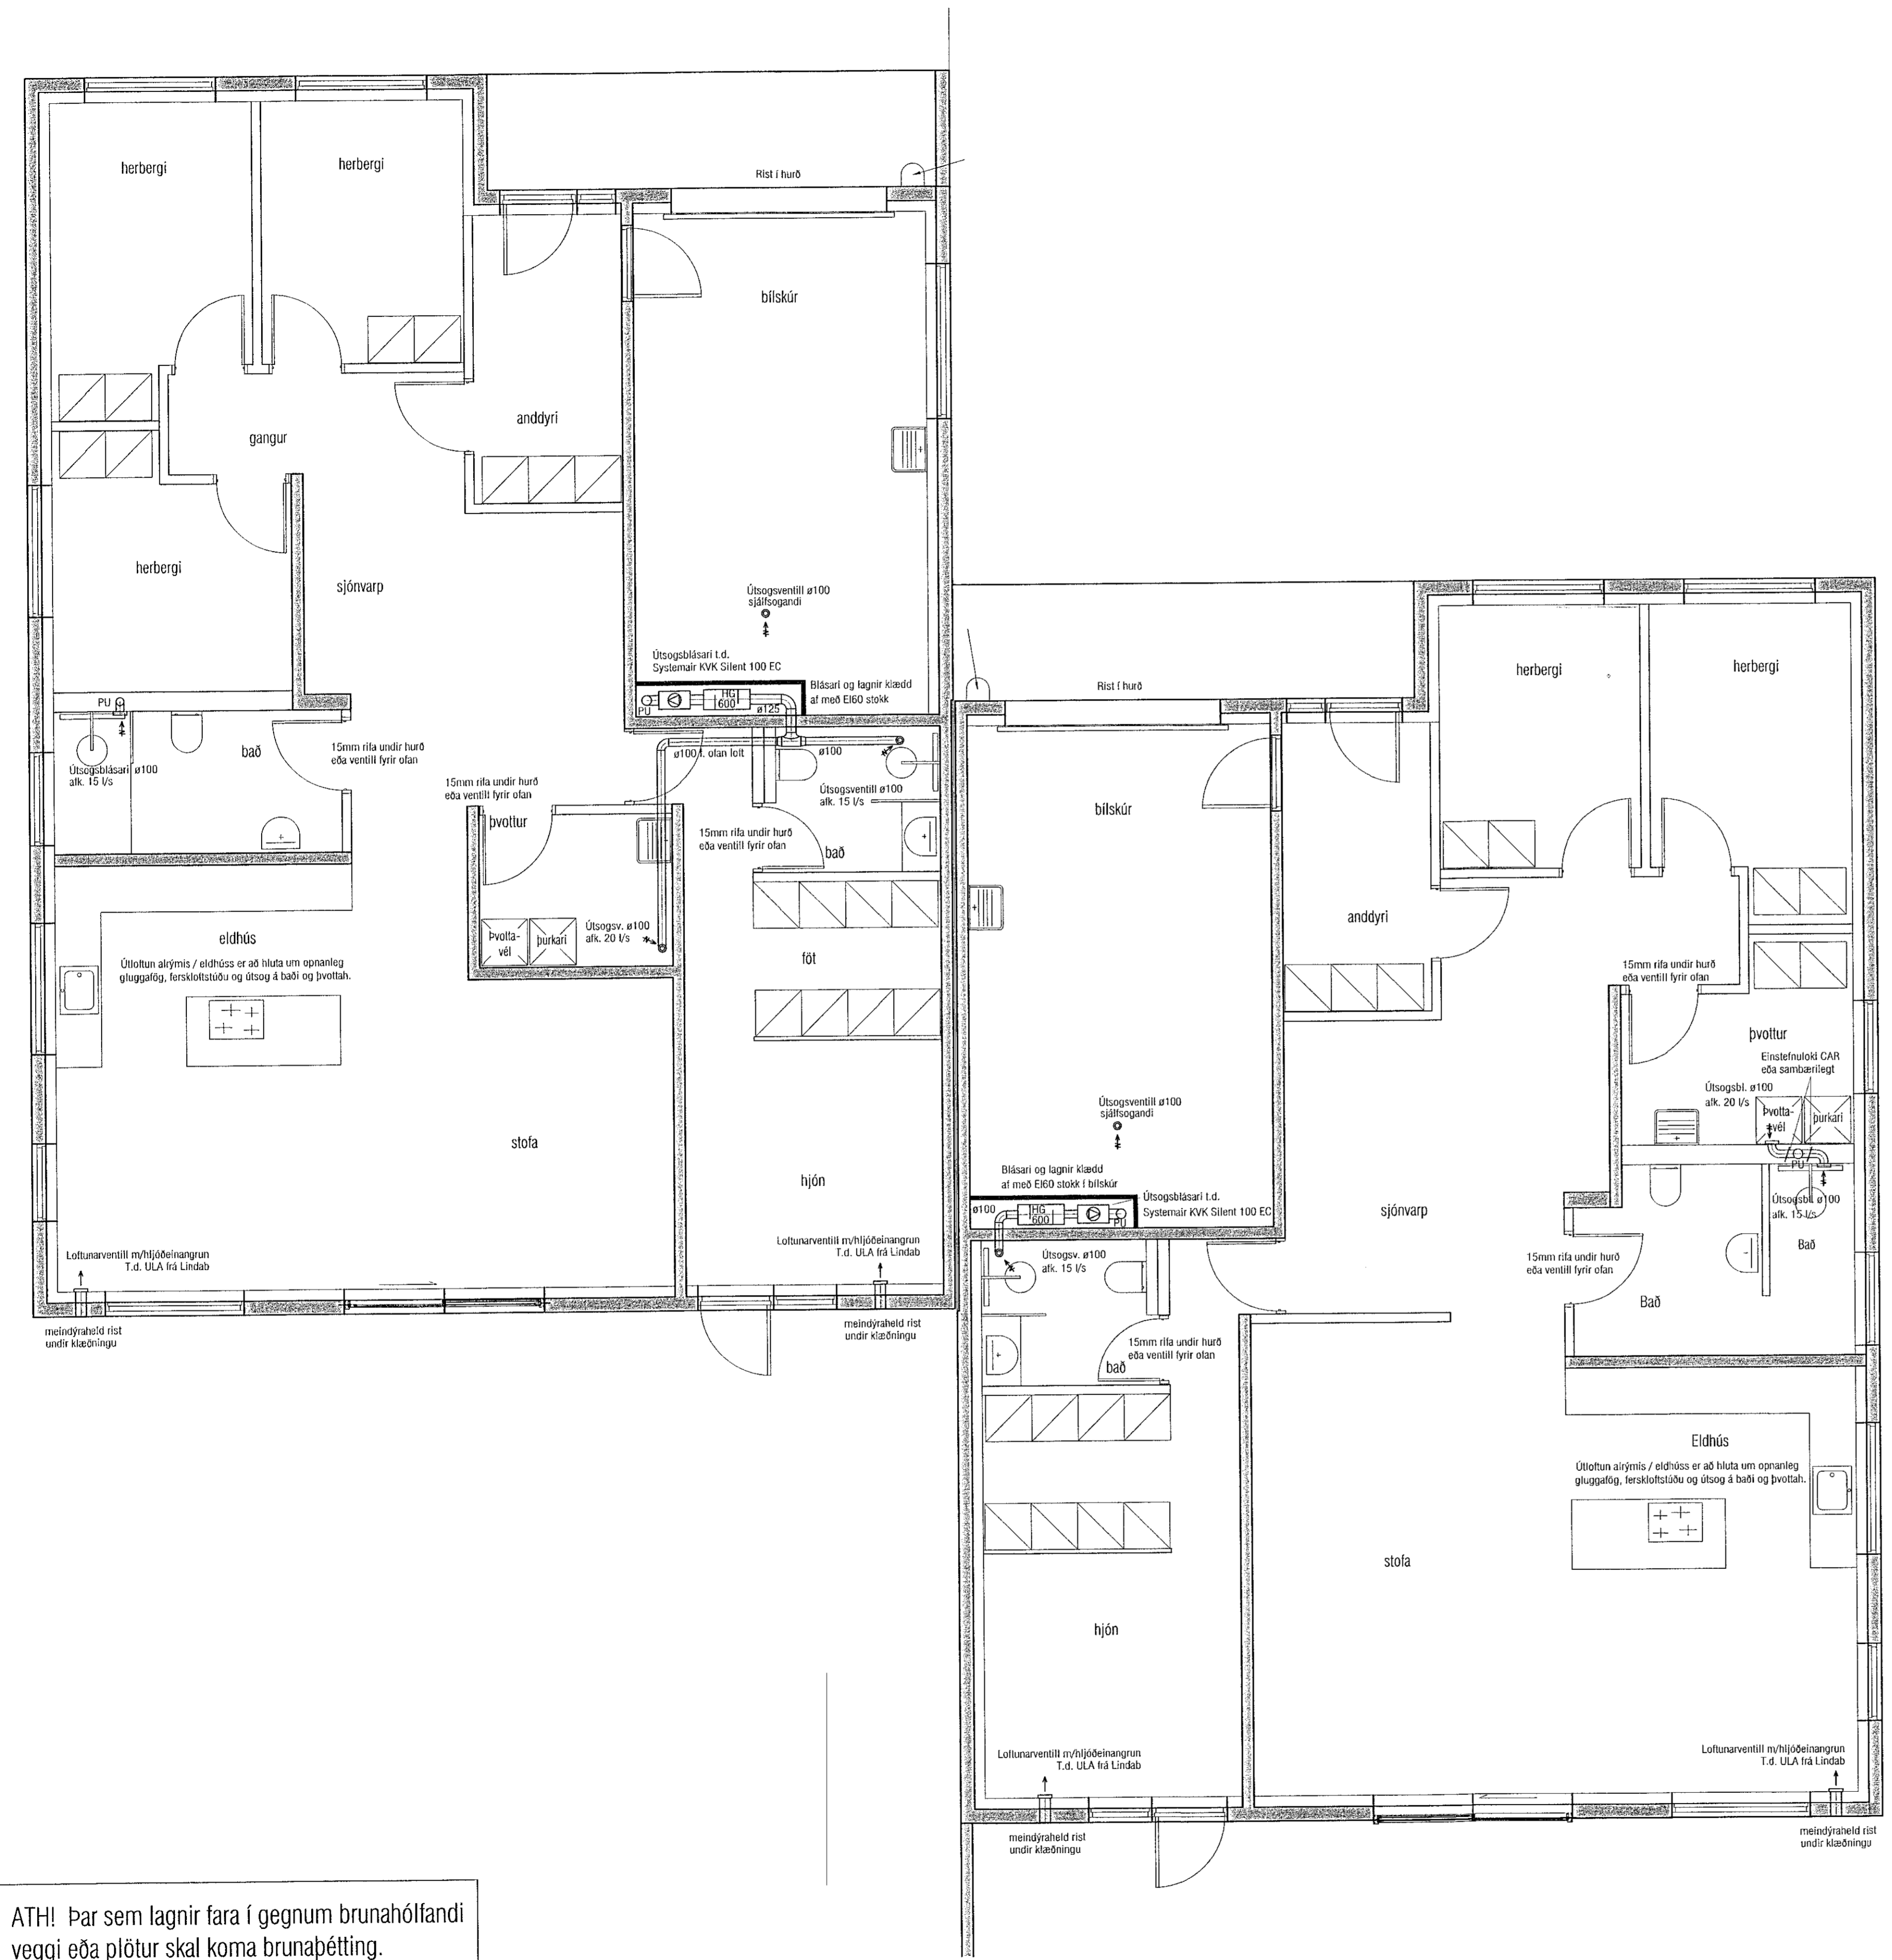 herbergi
herbergi
Rist í hurð
bílskúr
gangur
anddyri
herbergi
sjónvarp
Útsogsventill ø100
sjálfsogandi
Útsogsblásari t.d.
Systemair KVK Silent 100 EC
Blásari og lagnir klædd
af með EI60 stokk
PU
HG
600
ø125
PU
bað
Útsogsblásari ø100
afk. 15 l/s
15mm rifa undir hurð
eða ventill fyrir ofan
ø100 f. ofan loft
ø100
Útsogsventill ø100
afk. 15 l/s
15mm rifa undir hurð
eða ventill fyrir ofan
þvottur
15mm rifa undir hurð
eða ventill fyrir ofan
bað
Þvotta-
vél
þurkari
Útsogsv. ø100
afk. 20 l/s
föt
eldhús
Útloftun alrýmis / eldhúss er að hluta um opnanleg
gluggafög, ferskloftstúðu og útsog á baði og þvottah.
stofa
hjón
Loftunarventill m/hljóðeinangrun
T.d. ULA frá Lindab
Loftunarventill m/hljóðeinangrun
T.d. ULA frá Lindab
meindýraheld rist
undir klæðningu
meindýraheld rist
undir klæðningu
Rist í hurð
herbergi
herbergi
bílskúr
anddyri
15mm rifa undir hurð
eða ventill fyrir ofan
þvottur
Einstefnuloki CAR
eða sambærilegt
Útsogsbl. ø100
afk. 20 l/s
Þvotta-
vél
þurkari
PU
Útsogsventill ø100
sjálfsogandi
Blásari og lagnir klædd
af með EI60 stokk í bílskúr
Útsogsblásari t.d.
Systemair KVK Silent 100 EC
ø100
HG
600
PU
sjónvarp
Útsogsbl. ø100
afk. 15 l/s
Bað
Útsogsv. ø100
afk. 15 l/s
15mm rifa undir hurð
eða ventill fyrir ofan
Bað
15mm rifa undir hurð
eða ventill fyrir ofan
bað
Eldhús
Útloftun alrýmis / eldhúss er að hluta um opnanleg
gluggafög, ferskloftstúðu og útsog á baði og þvottah.
stofa
hjón
Loftunarventill m/hljóðeinangrun
T.d. ULA frá Lindab
Loftunarventill m/hljóðeinangrun
T.d. ULA frá Lindab
meindýraheld rist
undir klæðningu
meindýraheld rist
undir klæðningu
ATH! Þar sem lagnir fara í gegnum brunahólfandi
veggi eða plötur skal koma brunaþétting.